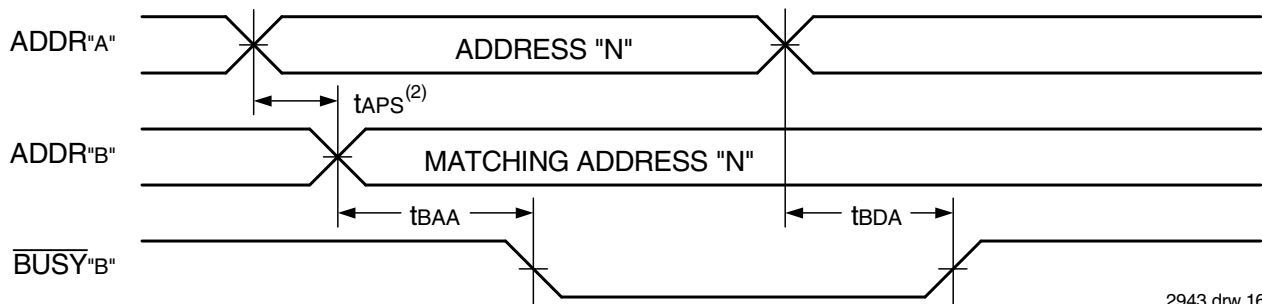 ADDR"A"
ADDRESS "N"
tAPS(2)
ADDR"B"
MATCHING ADDRESS "N"
tBAA
tBDA
BUSY"B"
2943 drw 16